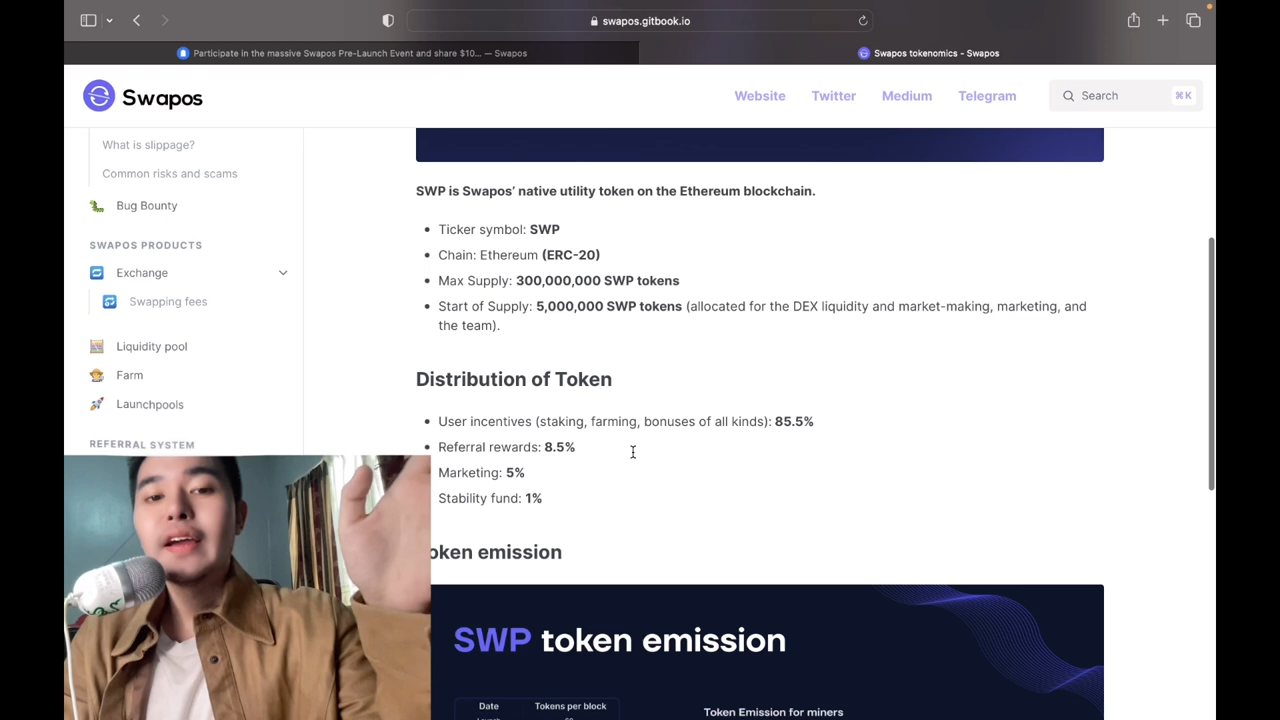 swapos.gitbook.io
Participate in the massive Swapos Pre-Launch Event and share $10... — Swapos
Swapos tokenomics - Swapos
Swapos
Website
Twitter
Medium
Telegram
Search
⌘K
What is slippage?
Common risks and scams
Bug Bounty
SWAPOS PRODUCTS
Exchange
Swapping fees
Liquidity pool
Farm
Launchpools
REFERRAL SYSTEM
SWP is Swapos' native utility token on the Ethereum blockchain.
Ticker symbol: SWP
Chain: Ethereum (ERC-20)
Max Supply: 300,000,000 SWP tokens
Start of Supply: 5,000,000 SWP tokens (allocated for the DEX liquidity and market-making, marketing, and
the team).
Distribution of Token
User incentives (staking, farming, bonuses of all kinds): 85.5%
Referral rewards: 8.5%
Marketing: 5%
Stability fund: 1%
oken emission
SWP token emission
Date
Tokens per block
Token Emission for miners